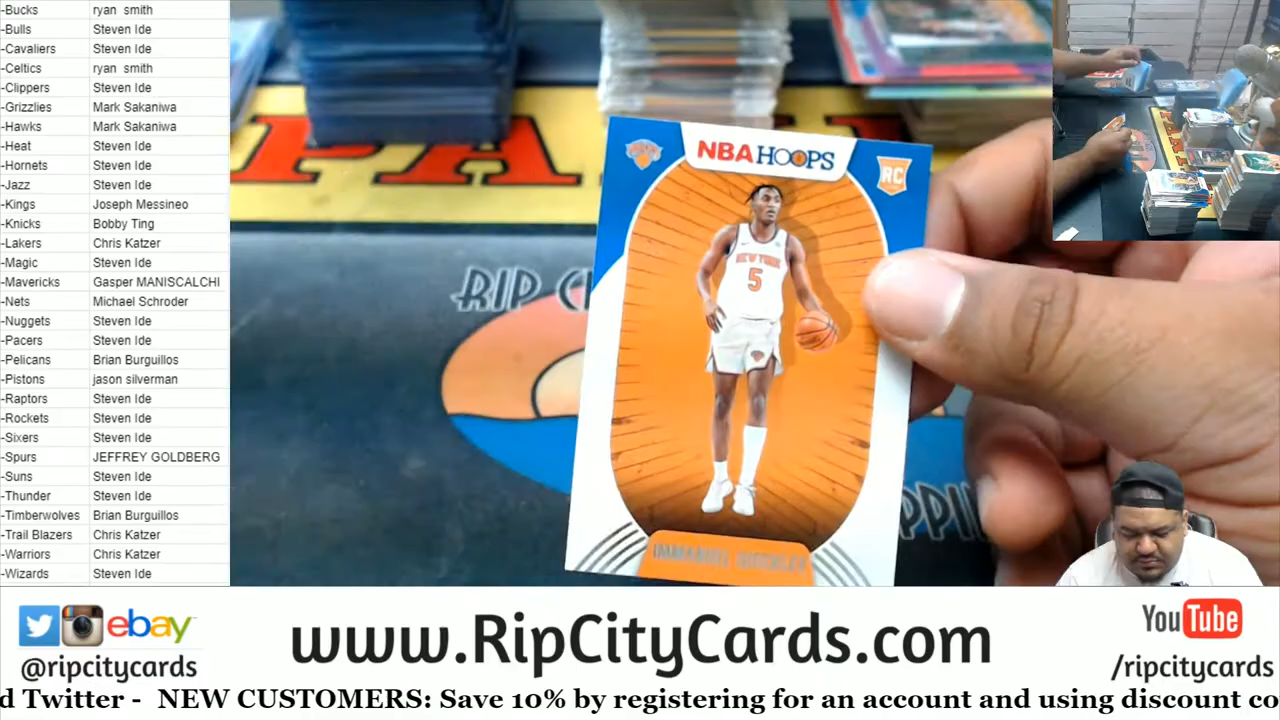 -Bucks ryan smith
-Bulls Steven Ide
-Cavaliers Steven Ide
-Celtics ryan smith
-Clippers Steven Ide
-Grizzlies Mark Sakaniwa
-Hawks Mark Sakaniwa
-Heat Steven Ide
-Hornets Steven Ide
-Jazz Steven Ide
-Kings Joseph Messineo
-Knicks Bobby Ting
-Lakers Chris Katzer
-Magic Steven Ide
-Mavericks Gasper MANISCALCHI
-Nets Michael Schroder
-Nuggets Steven Ide
-Pacers Steven Ide
-Pelicans Brian Burguillos
-Pistons jason silverman
-Raptors Steven Ide
-Rockets Steven Ide
-Sixers Steven Ide
-Spurs JEFFREY GOLDBERG
-Suns Steven Ide
-Thunder Steven Ide
-Timberwolves Brian Burguillos
-Trail Blazers Chris Katzer
-Warriors Chris Katzer
-Wizards Steven Ide
NBA HOOPS
RC
NEW YORK
5
IMMANUEL QUICKLEY
RIP
ebay
@ripcitycards
www.RipCityCards.com
YouTube
/ripcitycards
d Twitter - NEW CUSTOMERS: Save 10% by registering for an account and using discount co